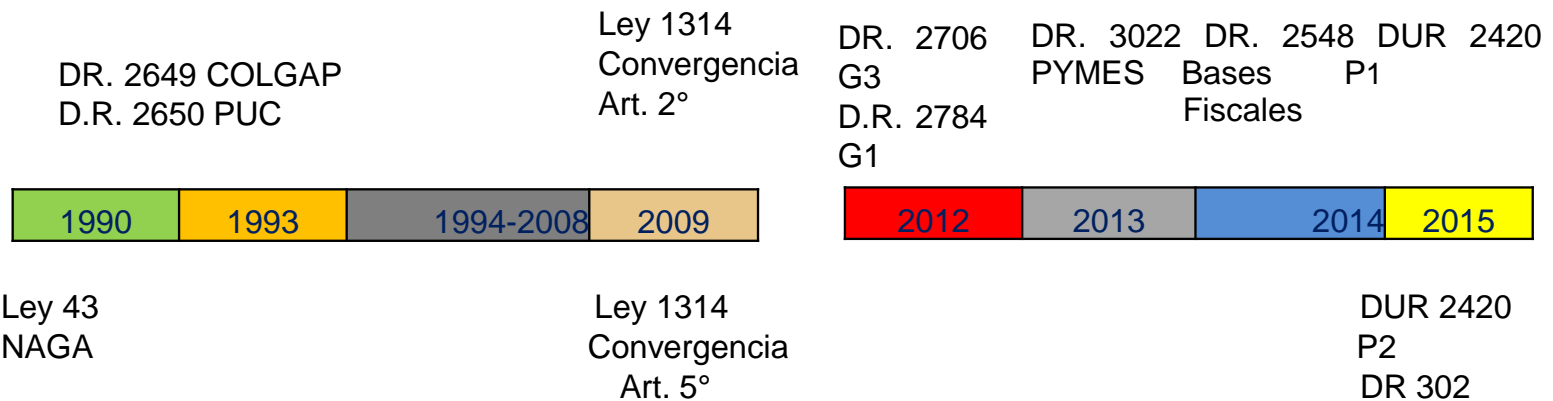 DR. 2649 COLGAP
D.R. 2650 PUC
Ley 1314
Convergencia
Art. 2°
DR. 2706
G3
D.R. 2784
G1
DR. 3022 DR. 2548 DUR 2420
PYMES Bases P1
Fiscales
1990 1993 1994-2008 2009
2012 2013 2014 2015
Ley 43
NAGA
Ley 1314
Convergencia
Art. 5°
DUR 2420
P2
DR 302